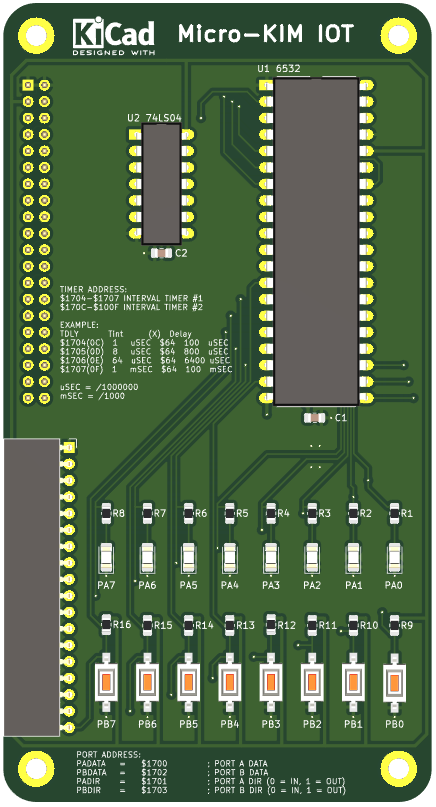 KiCad
DESIGNED WITH
Micro-KIM IOT
U1 6532
U2 74LS04
C2
TIMER ADDRESS:
$1704-$1707 INTERVAL TIMER #1
$170C-$100F INTERVAL TIMER #2
EXAMPLE:
TDLY Tint (X) Delay
$1704(0C) 1 uSEC $64 100 uSEC
$1705(0D) 8 uSEC $64 800 uSEC
$1706(0E) 64 uSEC $64 6400 uSEC
$1707(0F) 1 mSEC $64 100 mSEC
uSEC = /1000000
mSEC = /1000
C1
R8 R7 R6 R5 R4 R3 R2 R1
PA7 PA6 PA5 PA4 PA3 PA2 PA1 PA0
R16 R15 R14 R13 R12 R11 R10 R9
PB7 PB6 PB5 PB4 PB3 PB2 PB1 PB0
PORT ADDRESS:
PADATA = $1700 ; PORT A DATA
PBDATA = $1702 ; PORT B DATA
PADIR = $1701 ; PORT A DIR (0 = IN, 1 = OUT)
PBDIR = $1703 ; PORT B DIR (0 = IN, 1 = OUT)